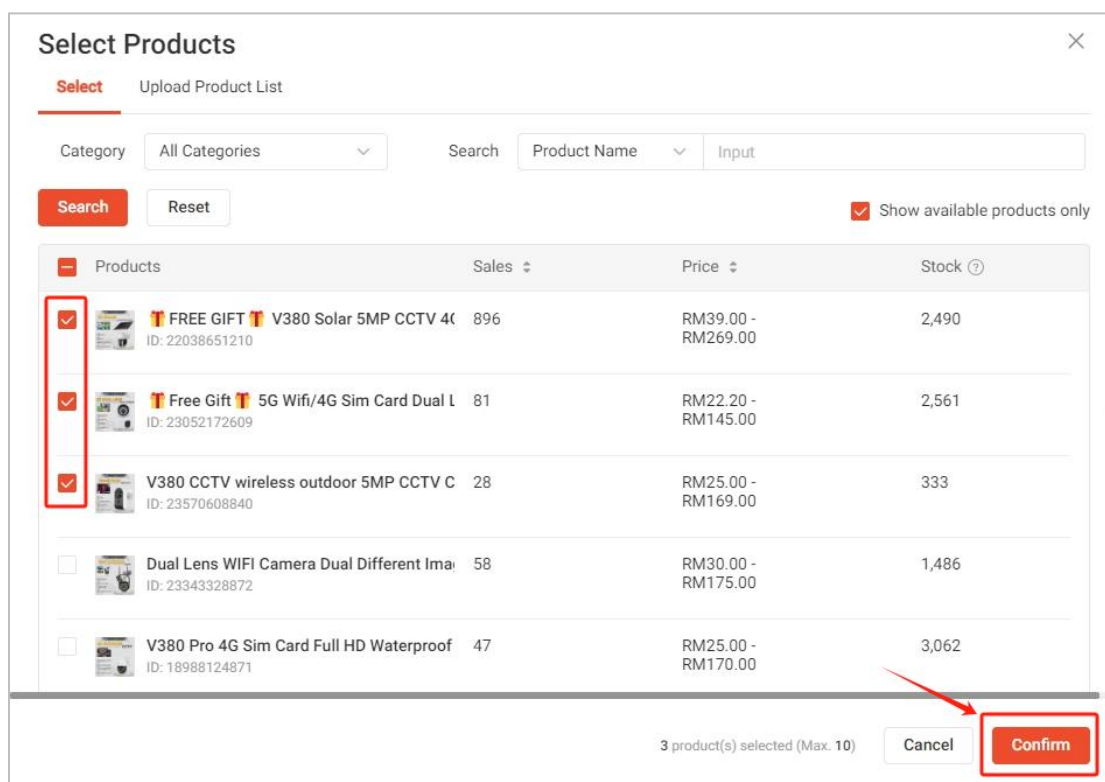 Select Products
Select Upload Product List
Category All Categories Search Product Name Input
Search Reset Show available products only
Products Sales Price Stock
🎁FREE GIFT🎁 V380 Solar 5MP CCTV 896 RM39.00 - 2,490
ID: 22038651210 RM269.00
🎁Free Gift🎁 5G Wifi/4G Sim Card Dual 81 RM22.20 - 2,561
ID: 23052172609 RM145.00
V380 CCTV wireless outdoor 5MP CCTV C 28 RM25.00 - 333
ID: 23570608840 RM169.00
Dual Lens WIFI Camera Dual Different 58 RM30.00 - 1,486
ID: 23343328872 RM175.00
V380 Pro 4G Sim Card Full HD Waterproof 47 RM25.00 - 3,062
ID: 18988124871 RM170.00
3 product(s) selected (Max. 10) Cancel Confirm